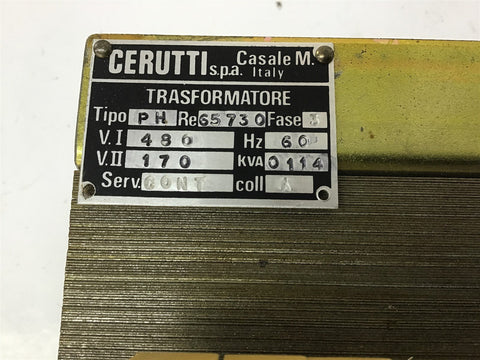 CERUTTI s.p.a. Casale M. Italy
TRASFORMATORE
Tipo PH Re 65730 Fase 3
V.I 480 Hz 60
V.II 170 KVA 0114
Serv. CONT coll A